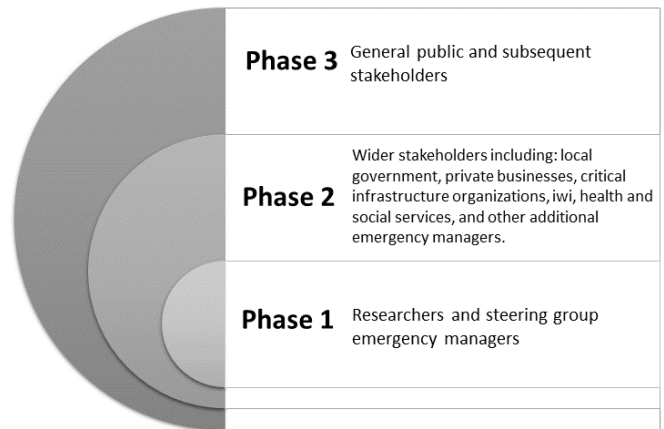 Phase 3
General public and subsequent
stakeholders
Phase 2
Wider stakeholders including: local
government, private businesses, critical
infrastructure organizations, iwi, health and
social services, and other additional
emergency managers.
Phase 1
Researchers and steering group
emergency managers